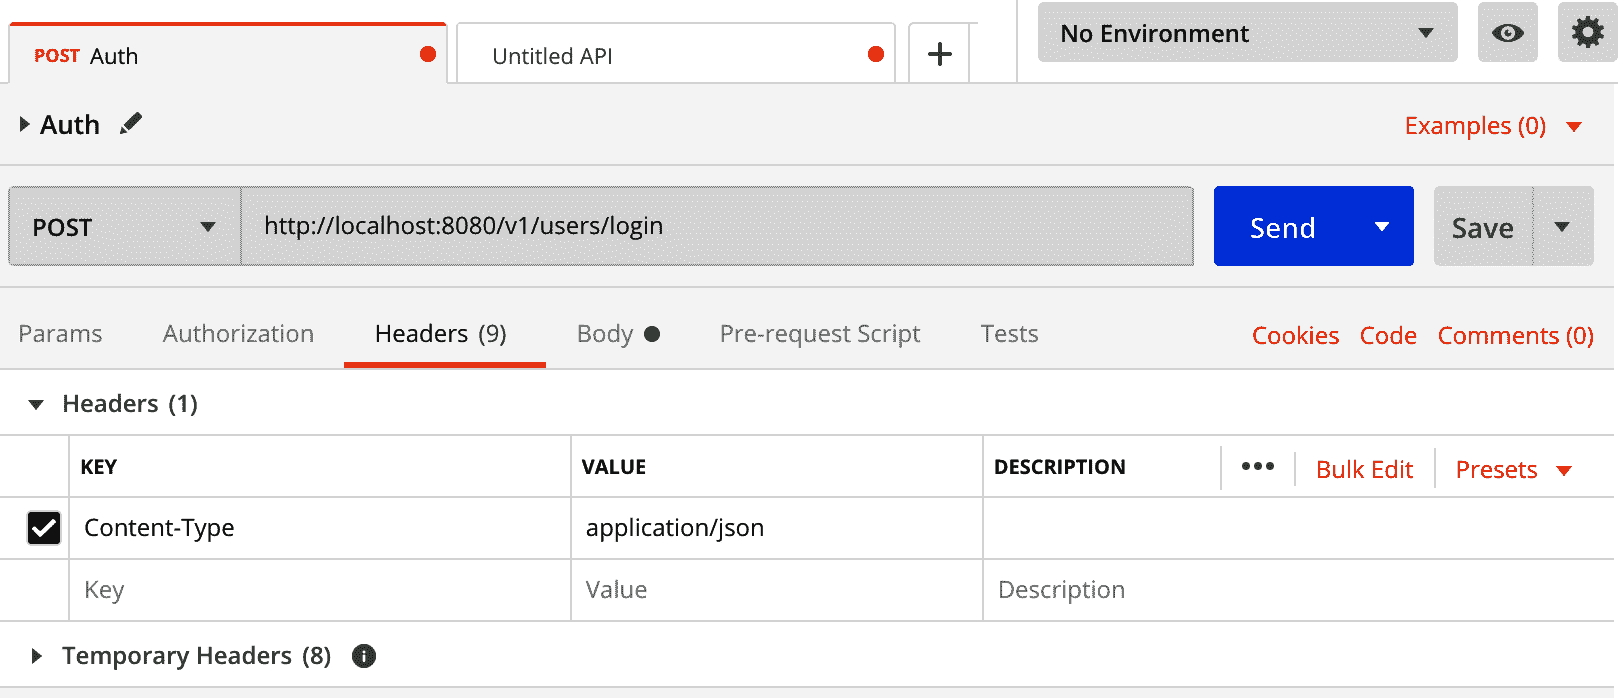 POST Auth
Untitled API
No Environment
Auth
Examples (0)
POST
http://localhost:8080/v1/users/login
Send
Save
Params
Authorization
Headers (9)
Body
Pre-request Script
Tests
Cookies
Code
Comments (0)
Headers (1)
KEY
VALUE
DESCRIPTION
Bulk Edit
Presets
Content-Type
application/json
Key
Value
Description
Temporary Headers (8)